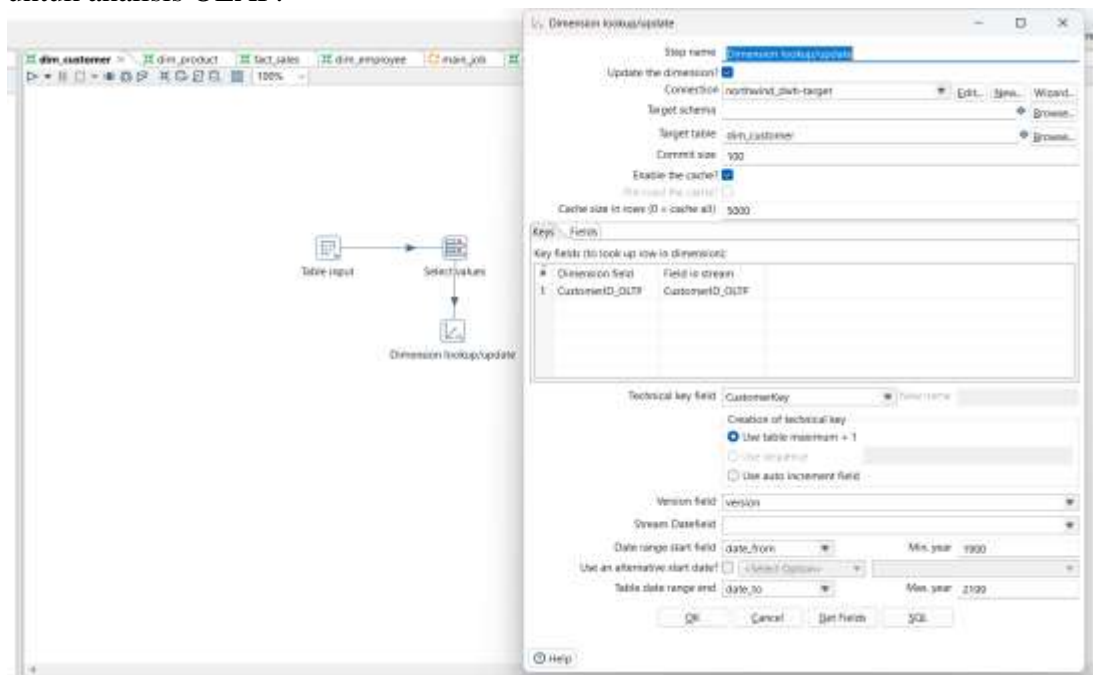 untuk analisis OLAP.
Dimension lookup/update
dim_customer
dim_product
fact_sales
dim_employee
main_job
100%
Step name Dimension lookup/update
Update the dimension?
Connection northwind_dwh-target Edit... New... Wizard...
Target schema Browse...
Target table dim_customer Browse...
Commit size 100
Enable the cache?
Pre-load the cache?
Cache size in rows (0 = cache all) 5000
Keys Fields
Key fields (to look up row in dimension):
# Dimension field Field in stream
1 CustomerID_OLTP CustomerID_OLTP
Table input
Select values
Dimension lookup/update
Technical key field CustomerKey New name
Creation of technical key
Use table maximum + 1
Use sequence
Use auto increment field
Version field version
Stream Datefield
Date range start field date_from Min. year 1900
Use an alternative start date? <Select Option>
Table date range end date_to Max. year 2199
OK Cancel Get Fields SQL
Help